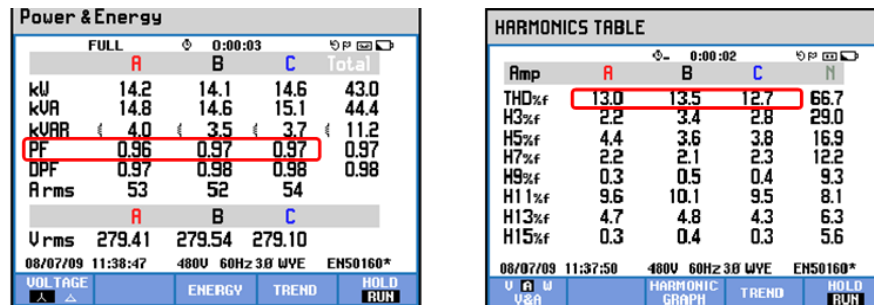 Power & Energy
FULL 0:00:03
A B C Total
kW 14.2 14.1 14.6 43.0
kVA 14.8 14.6 15.1 44.4
kVAR 4.0 3.5 3.7 11.2
PF 0.96 0.97 0.97 0.97
DPF 0.97 0.98 0.98 0.98
A rms 53 52 54
A B C
V rms 279.41 279.54 279.10
08/07/09 11:38:47 480V 60Hz 3Ø WYE EN50160*
VOLTAGE ENERGY TREND HOLD
RUN
HARMONICS TABLE
0:00:02
Amp A B C N
THD%f 13.0 13.5 12.7 66.7
H3%f 2.2 3.4 2.8 29.0
H5%f 4.4 3.6 3.8 16.9
H7%f 2.2 2.1 2.3 12.2
H9%f 0.3 0.5 0.4 9.3
H11%f 9.6 10.1 9.5 8.1
H13%f 4.7 4.8 4.3 6.3
H15%f 0.3 0.4 0.3 5.6
08/07/09 11:37:50 480V 60Hz 3Ø WYE EN50160*
V A W HARMONIC TREND HOLD
V&A GRAPH RUN